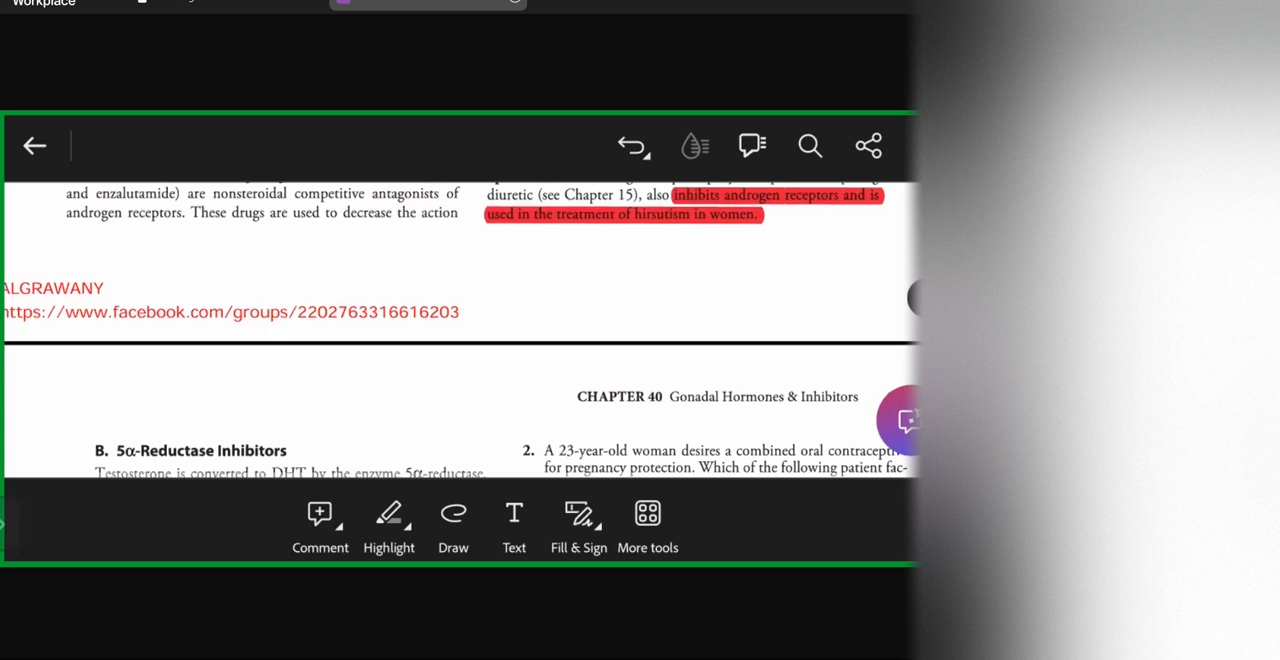 Workplace
and enzalutamide) are nonsteroidal competitive antagonists of
androgen receptors. These drugs are used to decrease the action
diuretic (see Chapter 15), also inhibits androgen receptors and is
used in the treatment of hirsutism in women.
ALGRAWANY
https://www.facebook.com/groups/2202763316616203
CHAPTER 40 Gonadal Hormones & Inhibitors
B. 5α-Reductase Inhibitors
Testosterone is converted to DHT by the enzyme 5α-reductase.
2. A 23-year-old woman desires a combined oral
for pregnancy protection. Which of the following patient fac-
Comment
Highlight
Draw
Text
Fill & Sign
More tools